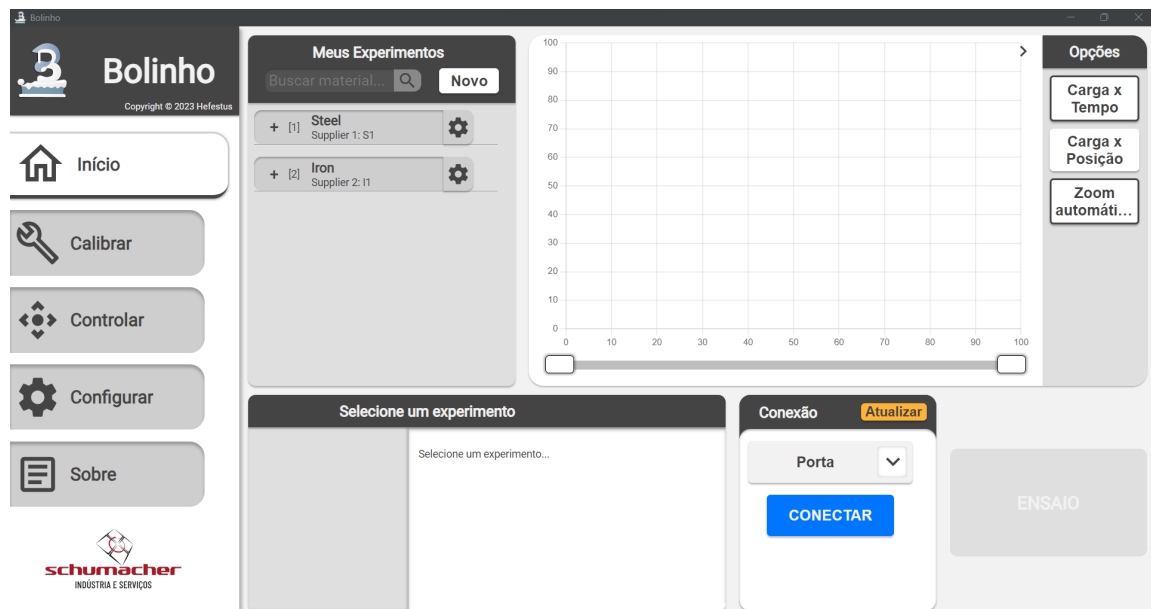 Bolinho
Bolinho
Copyright © 2023 Hefestus
Início
Calibrar
Controlar
Configurar
Sobre
schumacher
INDÚSTRIA E SERVIÇOS
Meus Experimentos
Buscar material...
Novo
+ [1] Steel
Supplier 1: S1
+ [2] Iron
Supplier 2: I1
100
90
80
70
60
50
40
30
20
10
0
0 10 20 30 40 50 60 70 80 90 100
Opções
Carga x
Tempo
Carga x
Posição
Zoom
automáti...
Selecione um experimento
Selecione um experimento...
Conexão
Atualizar
Porta
CONECTAR
ENSAIO